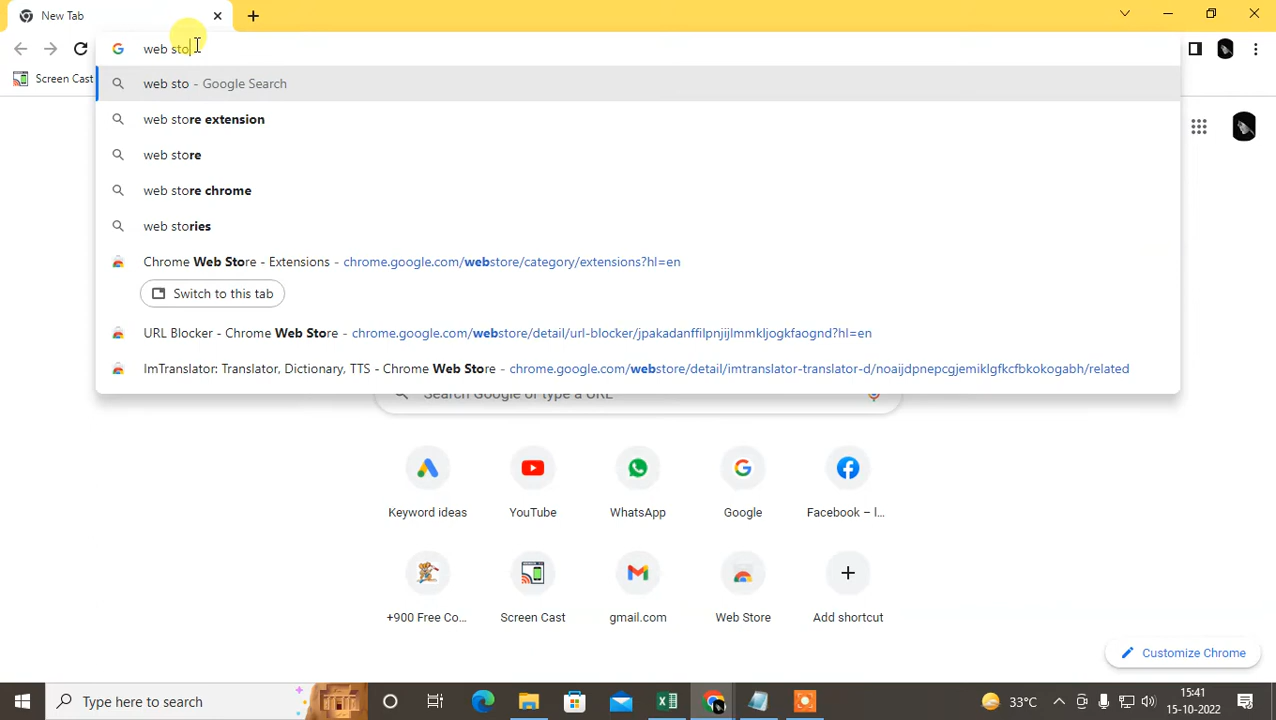 New Tab
web sto
Screen Cast
web sto - Google Search
web store extension
web store
web store chrome
web stories
Chrome Web Store - Extensions - chrome.google.com/webstore/category/extensions?hl=en
Switch to this tab
URL Blocker - Chrome Web Store - chrome.google.com/webstore/detail/url-blocker/jpakadanffilpnjijlmmkljogkfaognd?hl=en
ImTranslator: Translator, Dictionary, TTS - Chrome Web Store - chrome.google.com/webstore/detail/imtranslator-translator-d/noaijdpnepcgjemiklgfkcfbkokogabh/related
Search Google or type a URL
Keyword ideas
YouTube
WhatsApp
Google
Facebook – l...
+900 Free Co...
Screen Cast
gmail.com
Web Store
Add shortcut
Customize Chrome
Type here to search
33°C
15:41
15-10-2022